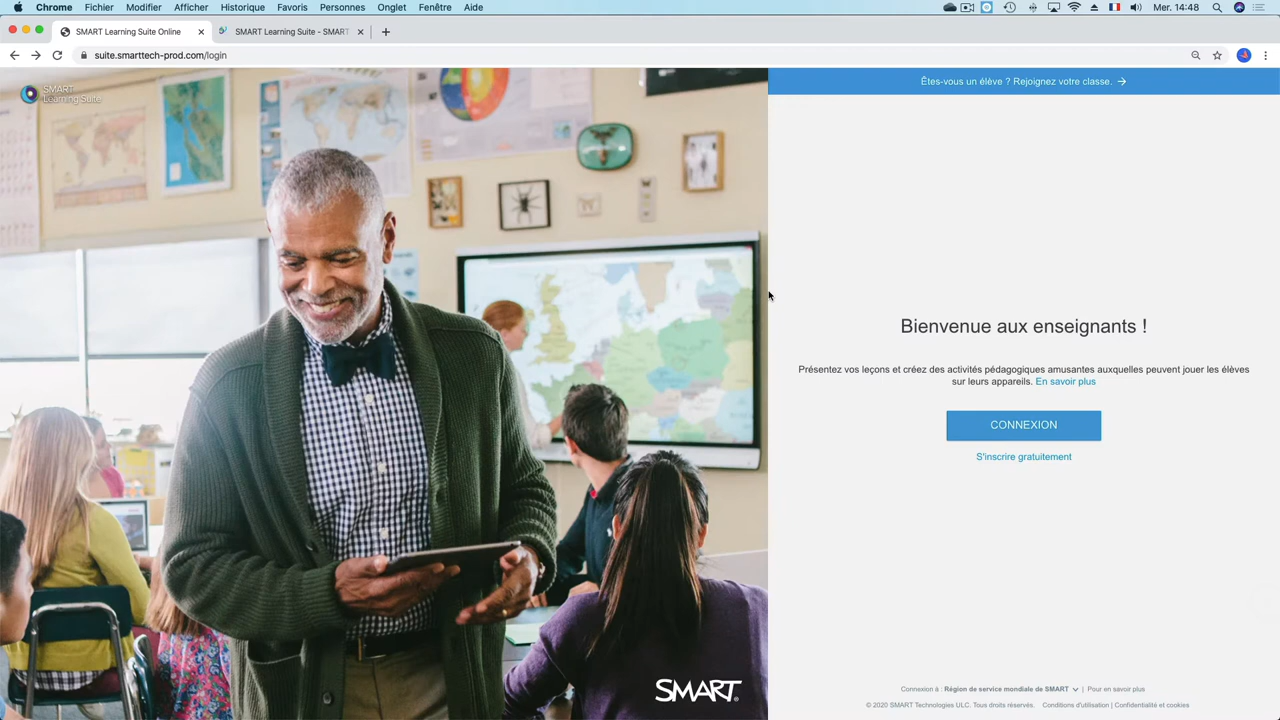 Chrome Fichier Modifier Afficher Historique Favoris Personnes Onglet Fenêtre Aide Mer. 14:48
SMART Learning Suite Online SMART Learning Suite - SMART
suite.smarttech-prod.com/login
SMART
Learning Suite
Êtes-vous un élève ? Rejoignez votre classe.
Bienvenue aux enseignants !
Présentez vos leçons et créez des activités pédagogiques amusantes auxquelles peuvent jouer les élèves
sur leurs appareils. En savoir plus
CONNEXION
S'inscrire gratuitement
SMART
Connexion à : Région de service mondiale de SMART | Pour en savoir plus
© 2020 SMART Technologies ULC. Tous droits réservés. Conditions d'utilisation | Confidentialité et cookies